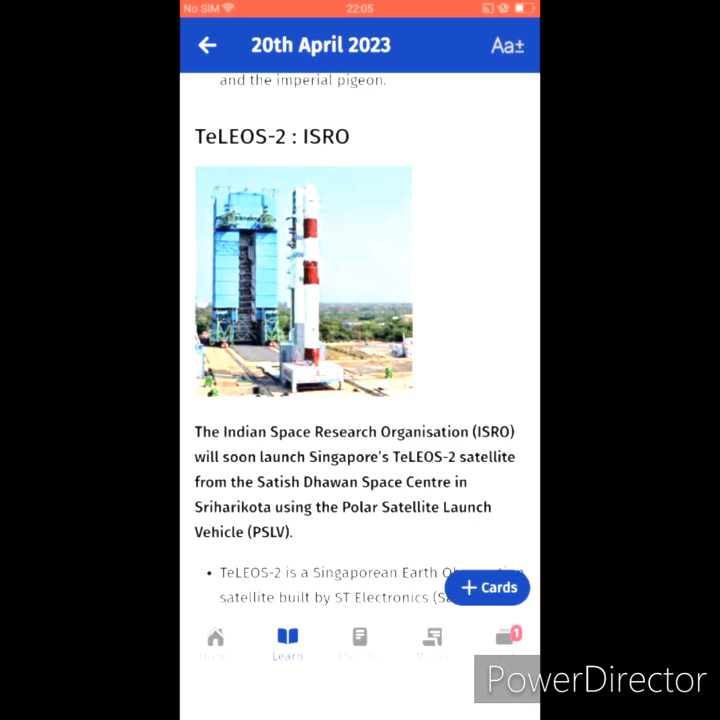 No SIM 22:05
20th April 2023 Aa±
and the imperial pigeon.
TeLEOS-2 : ISRO
The Indian Space Research Organisation (ISRO)
will soon launch Singapore's TeLEOS-2 satellite
from the Satish Dhawan Space Centre in
Sriharikota using the Polar Satellite Launch
Vehicle (PSLV).
• TeLEOS-2 is a Singaporean Earth
+ Cards
satellite built by ST Electronics
1
Learn
PowerDirector